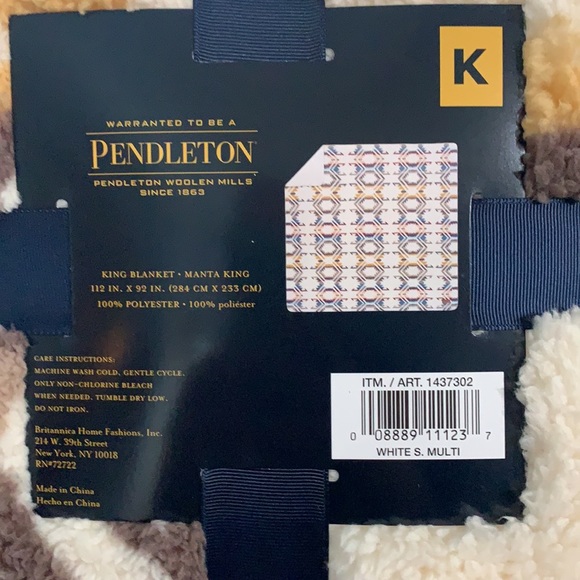 K
WARRANTED TO BE A
PENDLETON
PENDLETON WOOLEN MILLS
SINCE 1863
KING BLANKET • MANTA KING
112 IN. X 92 IN. (284 CM X 233 CM)
100% POLYESTER • 100% poliéster
CARE INSTRUCTIONS:
MACHINE WASH COLD, GENTLE CYCLE.
ONLY NON-CHLORINE BLEACH
WHEN NEEDED. TUMBLE DRY LOW.
DO NOT IRON.
Britannica Home Fashions, Inc.
214 W. 39th Street
New York, NY 10018
RN#72722
Made in China
Hecho en China
ITM. / ART. 1437302
0 08889 11123 7
WHITE S. MULTI